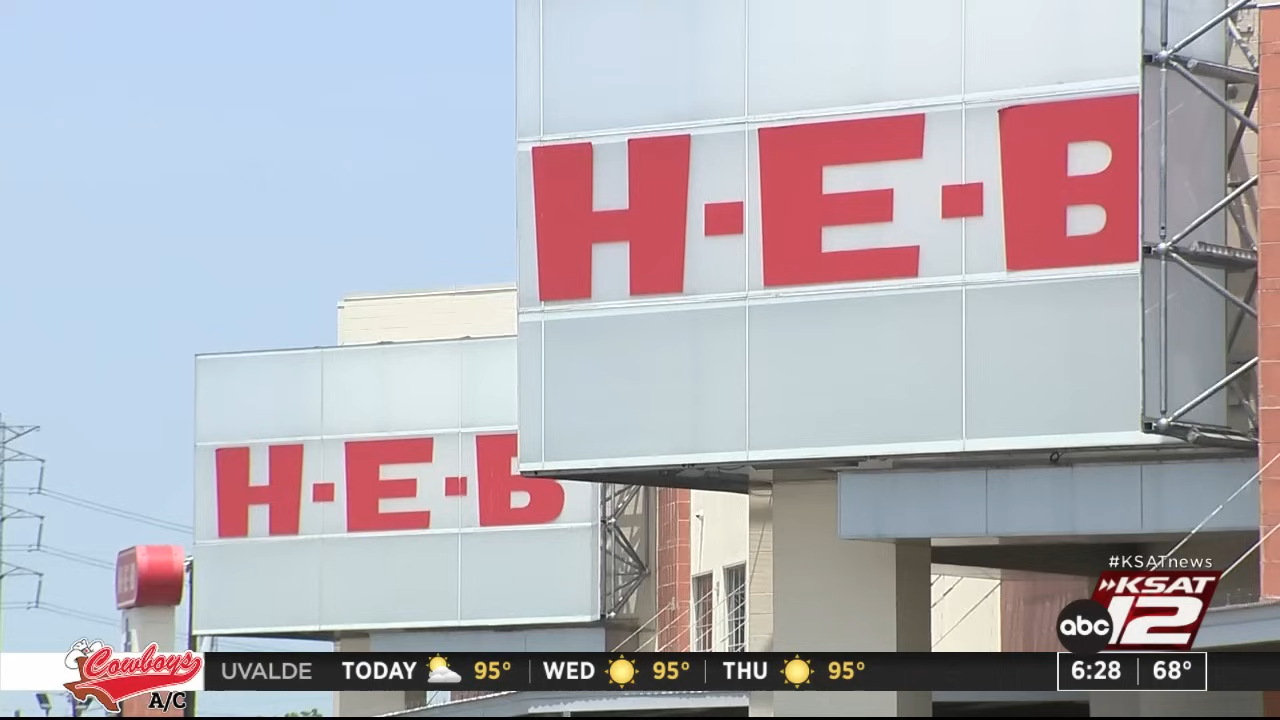 H-E-B
H-E-B
H-E-B
#KSATnews
KSAT
abc 12
Cowboys
A/C
UVALDE TODAY 95° WED 95° THU 95°
6:28 68°